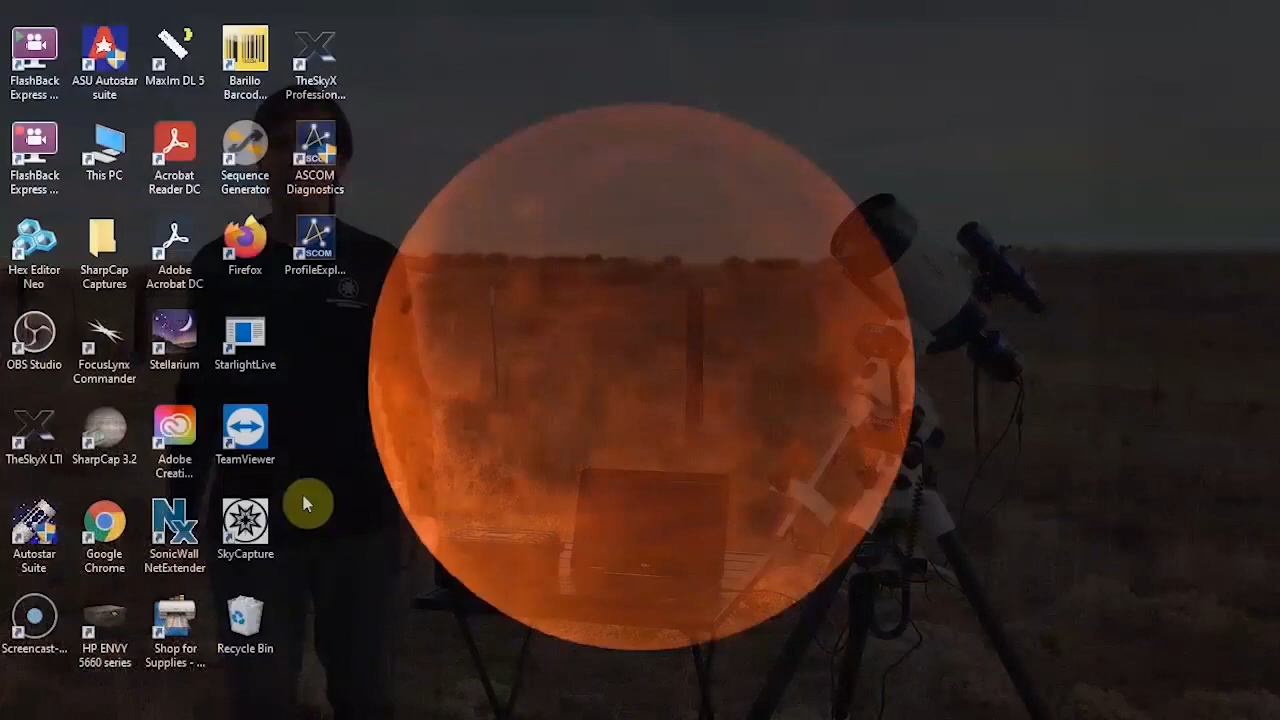 FlashBack
Express ...
ASU Autostar
suite
MaxIm DL 5
Barillo
Barcod...
TheSkyX
Profession...
FlashBack
Express ...
This PC
Acrobat
Reader DC
Sequence
Generator
ASCOM
Diagnostics
Hex Editor
Neo
SharpCap
Captures
Adobe
Acrobat DC
Firefox
SCOM
ProfileExpl...
OBS Studio
FocusLynx
Commander
Stellarium
StarlightLive
TheSkyX LTI
SharpCap 3.2
Adobe
Creati...
TeamViewer
Autostar
Suite
Google
Chrome
SonicWall
NetExtender
SkyCapture
Screencast-...
HP ENVY
5660 series
Shop for
Supplies - ...
Recycle Bin